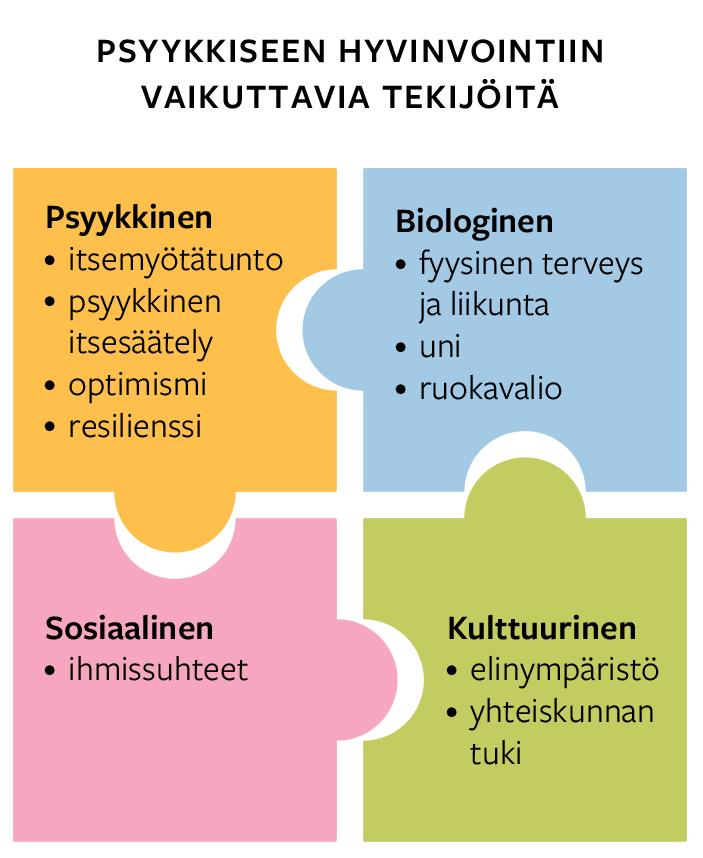 PSYYKKISEEN HYVINVOINTIIN
VAIKUTTAVIA TEKIJÖITÄ
Psyykkinen
• itsemyötätunto
• psyykkinen
itsesäätely
• optimismi
• resilienssi
Biologinen
• fyysinen terveys
ja liikunta
• uni
• ruokavalio
Sosiaalinen
• ihmissuhteet
Kulttuurinen
• elinympäristö
• yhteiskunnan
tuki